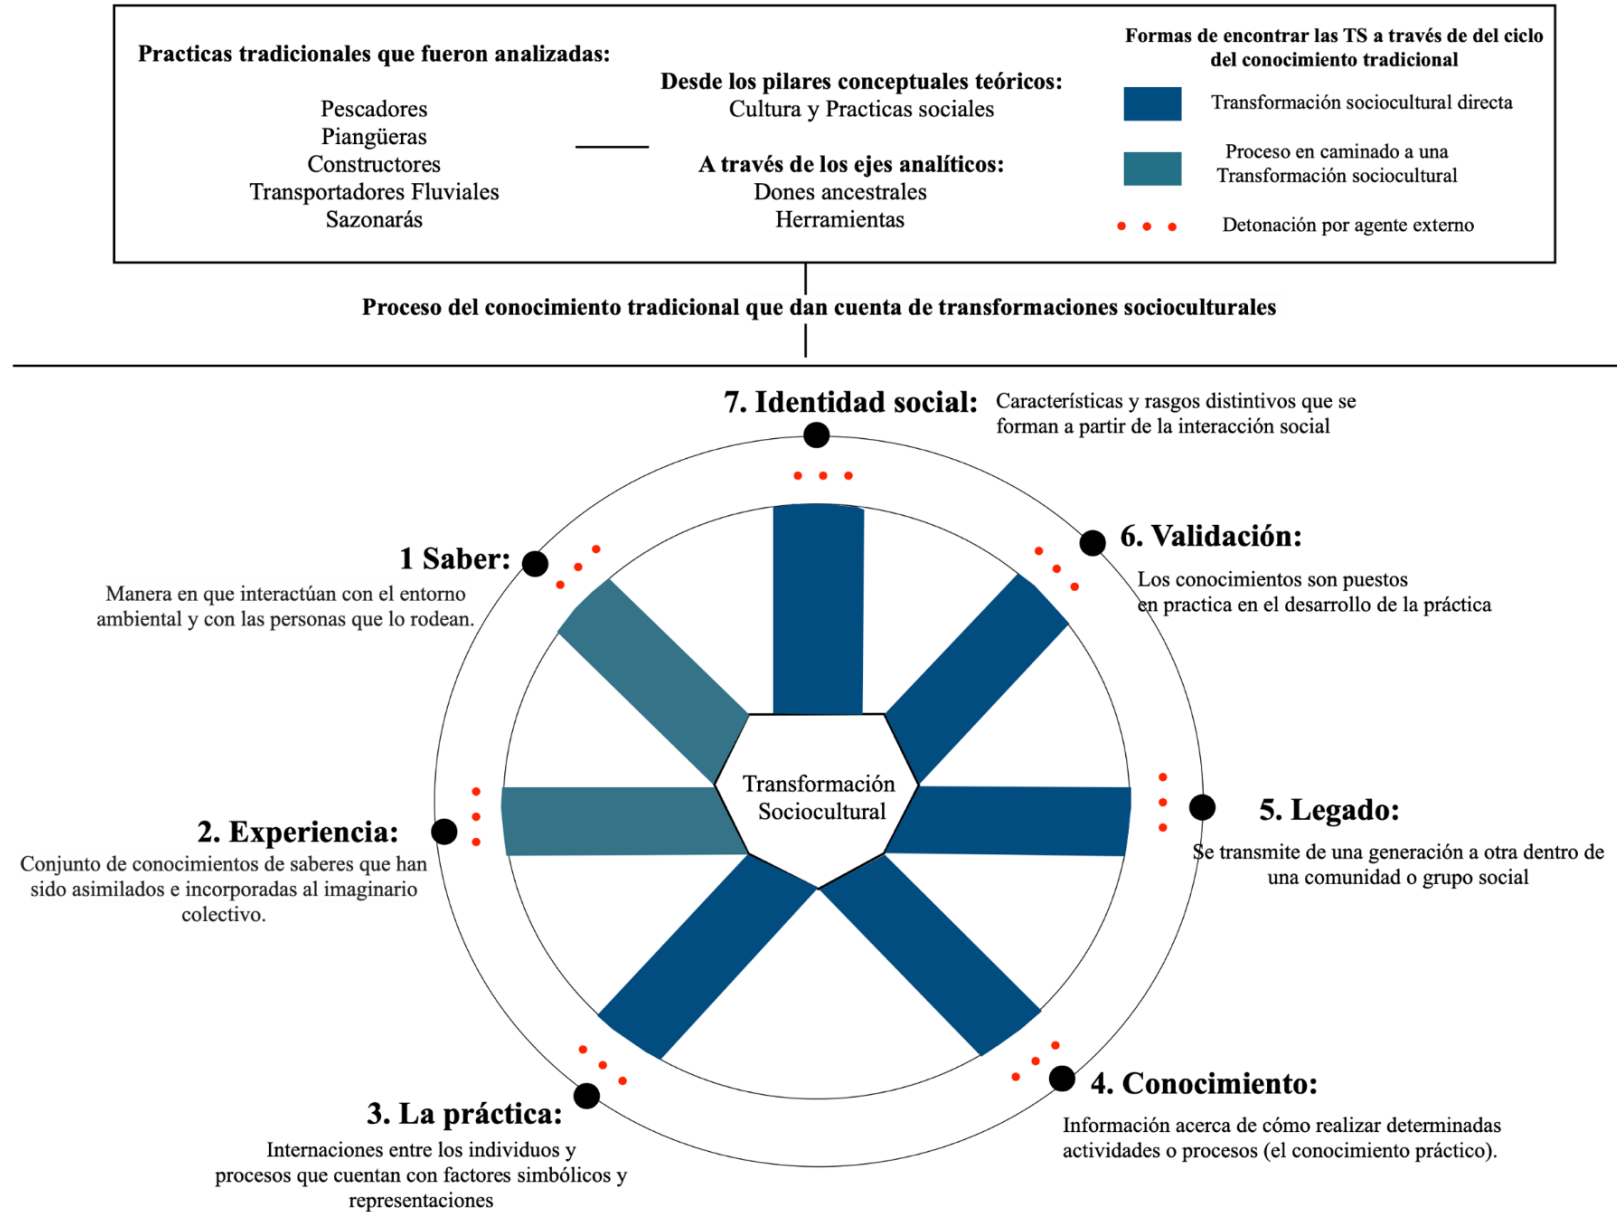 Practicas tradicionales que fueron analizadas:
Pescadores
Piangüeras
Constructores
Transportadores Fluviales
Sazonarás
Desde los pilares conceptuales teóricos:
Cultura y Practicas sociales
A través de los ejes analíticos:
Dones ancestrales
Herramientas
Formas de encontrar las TS a través de del ciclo
del conocimiento tradicional
Transformación sociocultural directa
Proceso en caminado a una
Transformación sociocultural
Detonación por agente externo
Proceso del conocimiento tradicional que dan cuenta de transformaciones socioculturales
7. Identidad social:
Características y rasgos distintivos que se
forman a partir de la interacción social
1 Saber:
Manera en que interactúan con el entorno
ambiental y con las personas que lo rodean.
6. Validación:
Los conocimientos son puestos
en practica en el desarrollo de la práctica
Transformación
Sociocultural
2. Experiencia:
Conjunto de conocimientos de saberes que han
sido asimilados e incorporadas al imaginario
colectivo.
5. Legado:
Se transmite de una generación a otra dentro de
una comunidad o grupo social
3. La práctica:
Internaciones entre los individuos y
procesos que cuentan con factores simbólicos y
representaciones
4. Conocimiento:
Información acerca de cómo realizar determinadas
actividades o procesos (el conocimiento práctico).